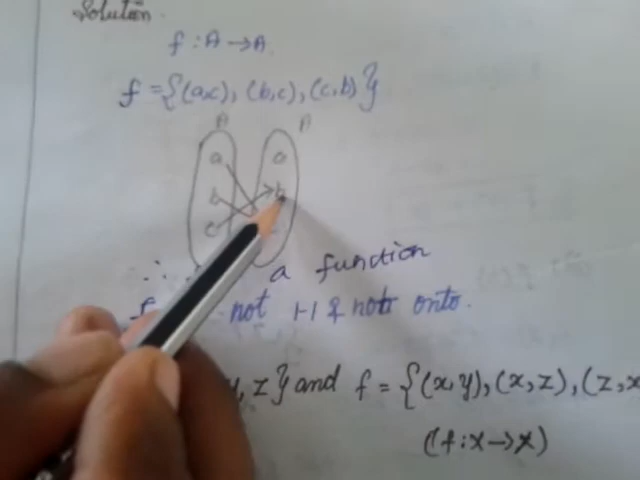 Solution
f : A → A.
f = {(a,c), (b,c), (c,b)}
A A
a a
b b
c
∴ a function
f not 1-1 & not onto.
z} and f = {(x,y),(x,z),(z,x
(f:x→x)